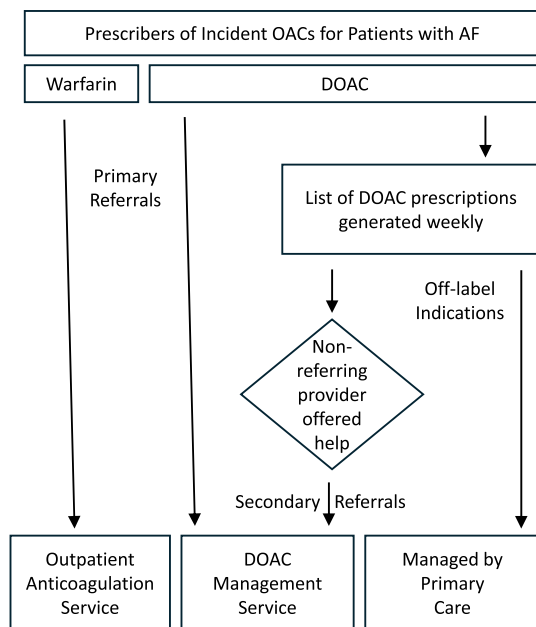 Prescribers of Incident OACs for Patients with AF
Warfarin
DOAC
Primary
Referrals
List of DOAC prescriptions
generated weekly
Off-label
Indications
Non-
referring
provider
offered
help
Secondary Referrals
Outpatient
Anticoagulation
Service
DOAC
Management
Service
Managed by
Primary
Care